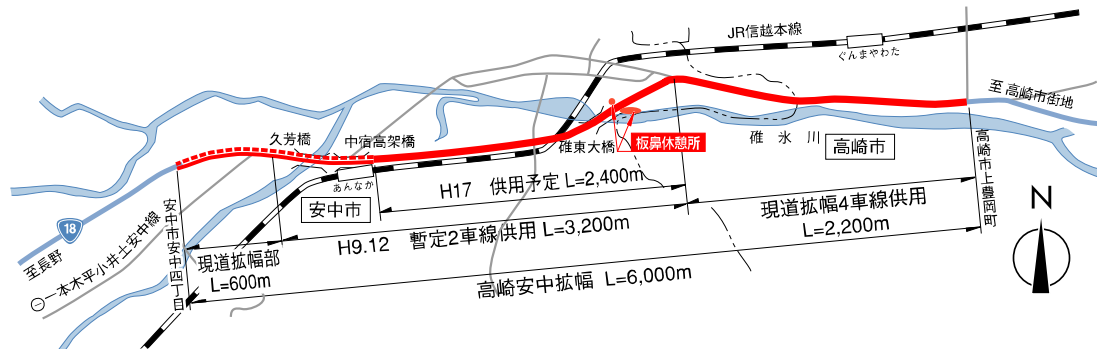 JR信越本線
ぐんまやわた
至 高崎市街地
久芳橋
中宿高架橋
碓東大橋
板鼻休憩所
碓 氷 川
高崎市
あんなか
安中市
H17 供用予定 L=2,400m
18
至長野
㊀一本木平小井土安中線
安中市安中四丁目
高崎市上豊岡町
現道拡幅部
L=600m
H9.12 暫定2車線供用 L=3,200m
現道拡幅4車線供用
L=2,200m
高崎安中拡幅 L=6,000m
N